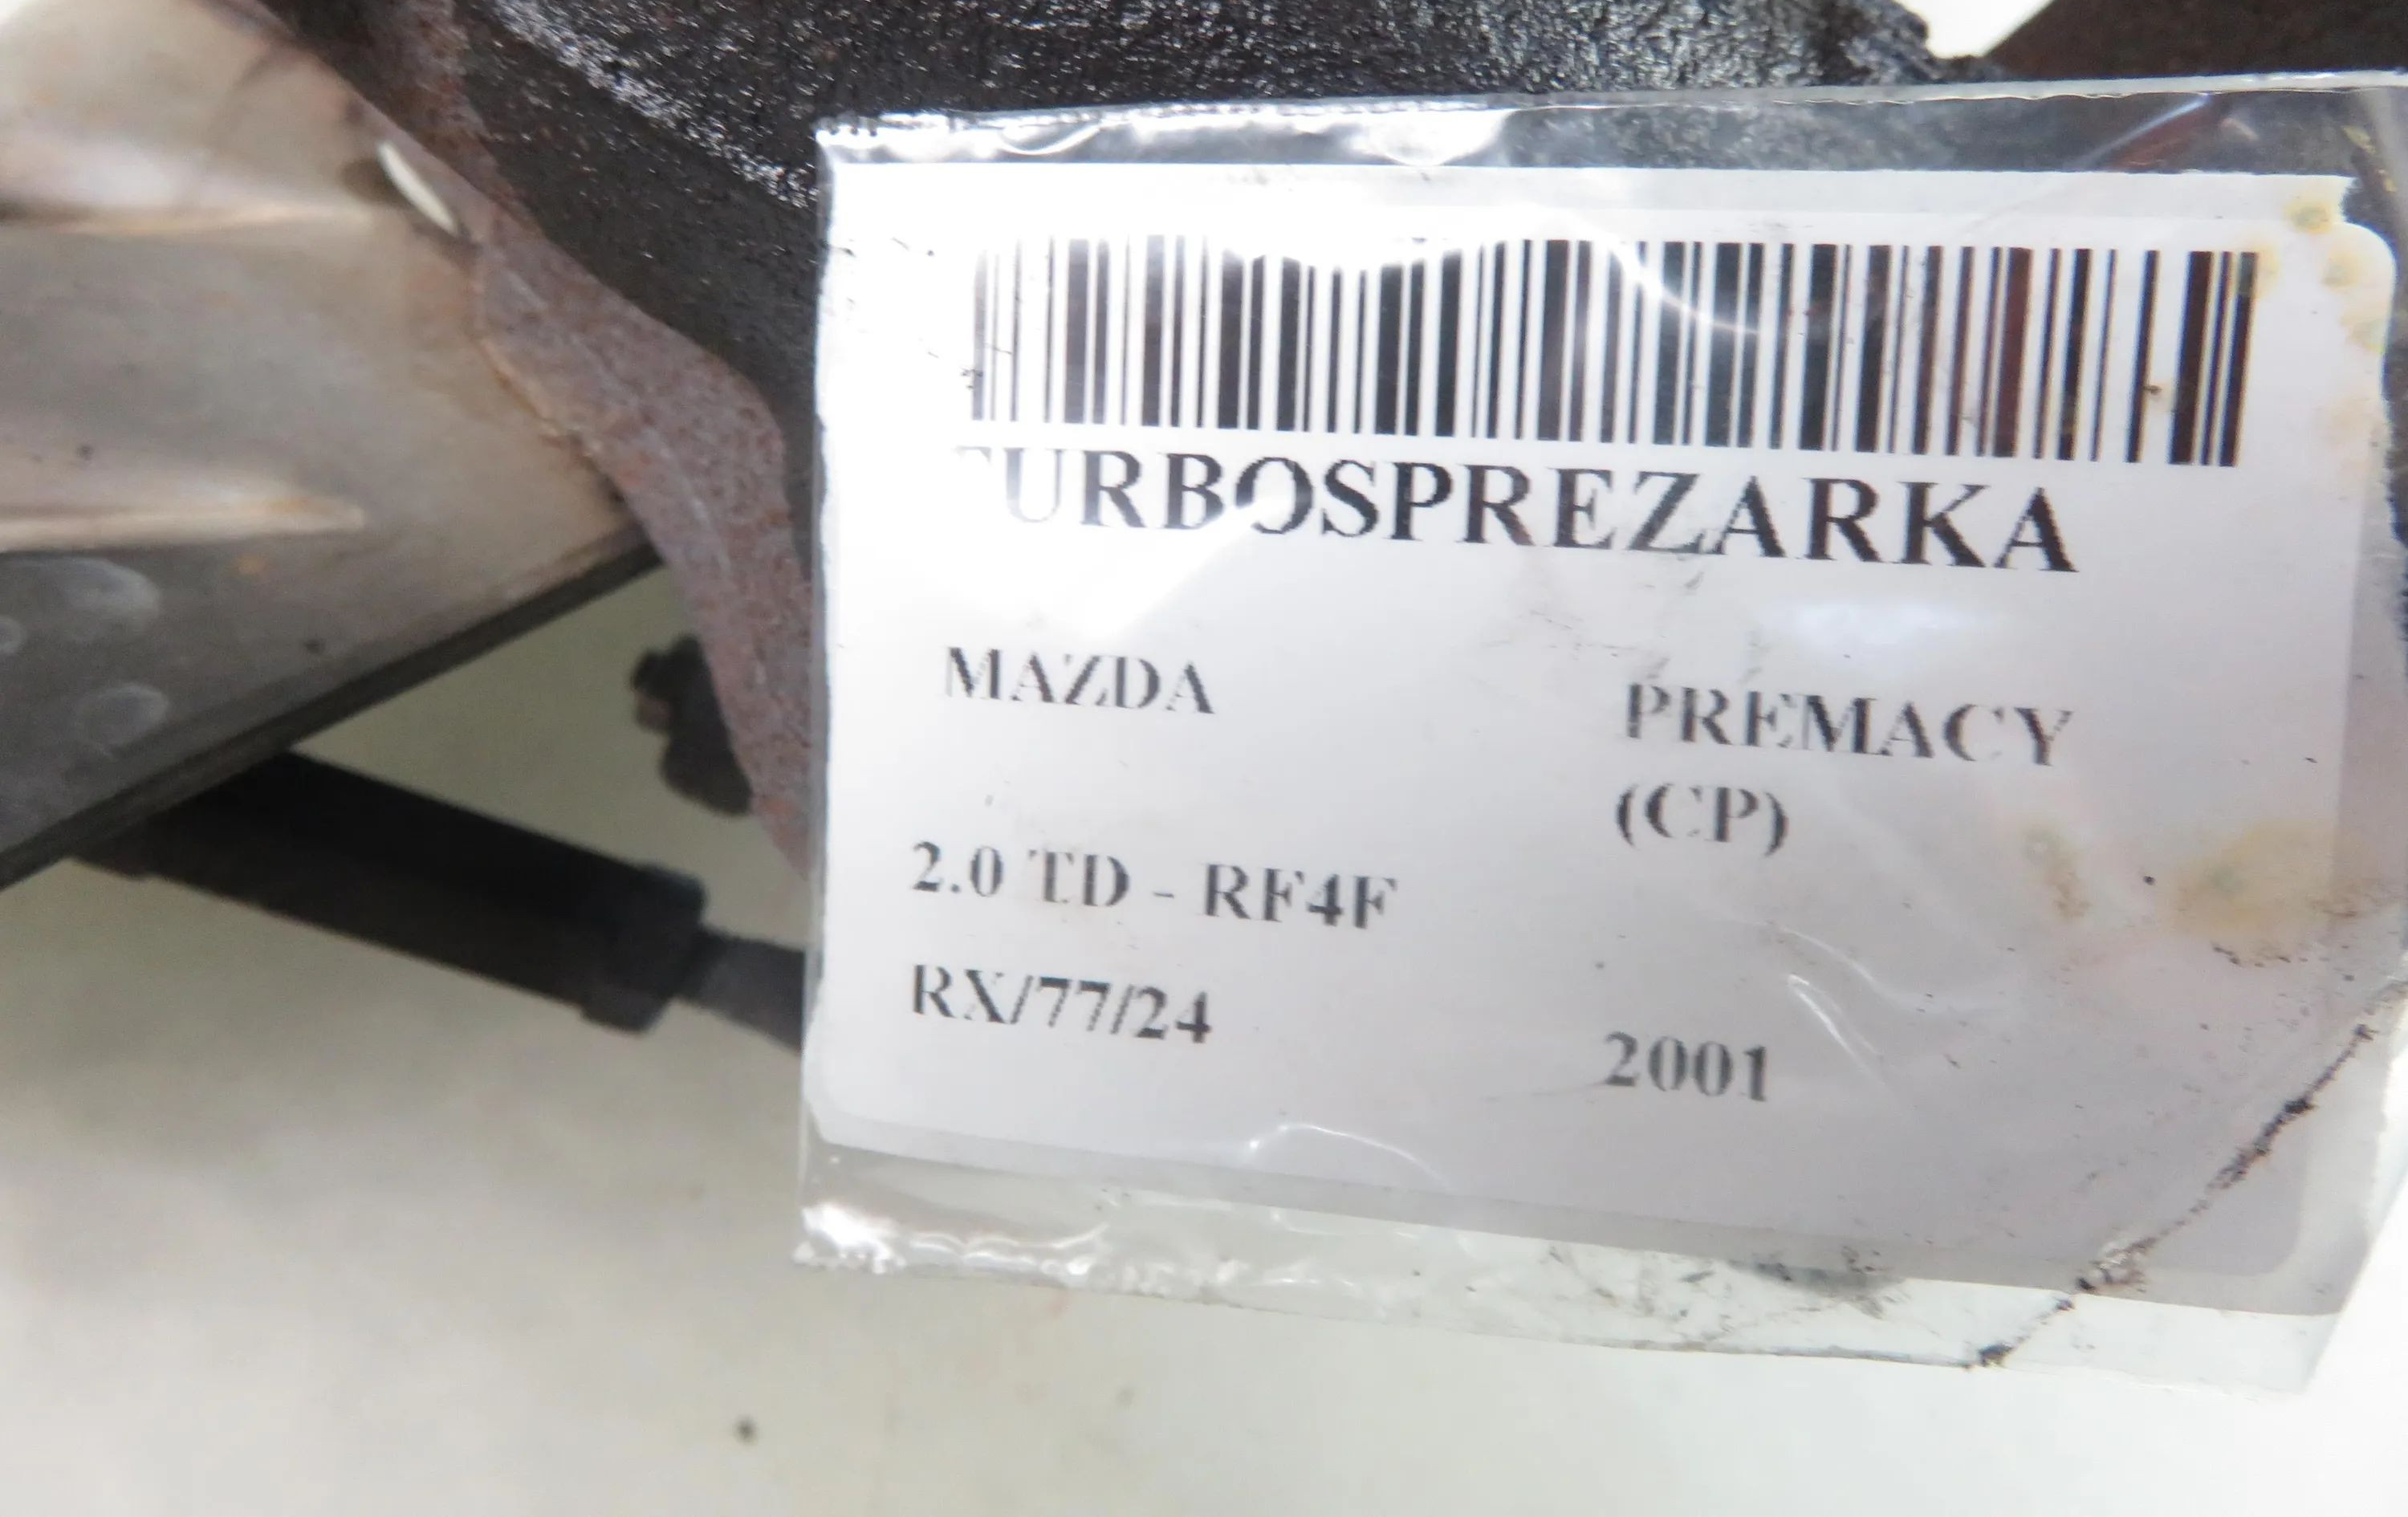 TURBOSPREZARKA
MAZDA PREMACY
(CP)
2.0 TD - RF4F
RX/77/24 2001